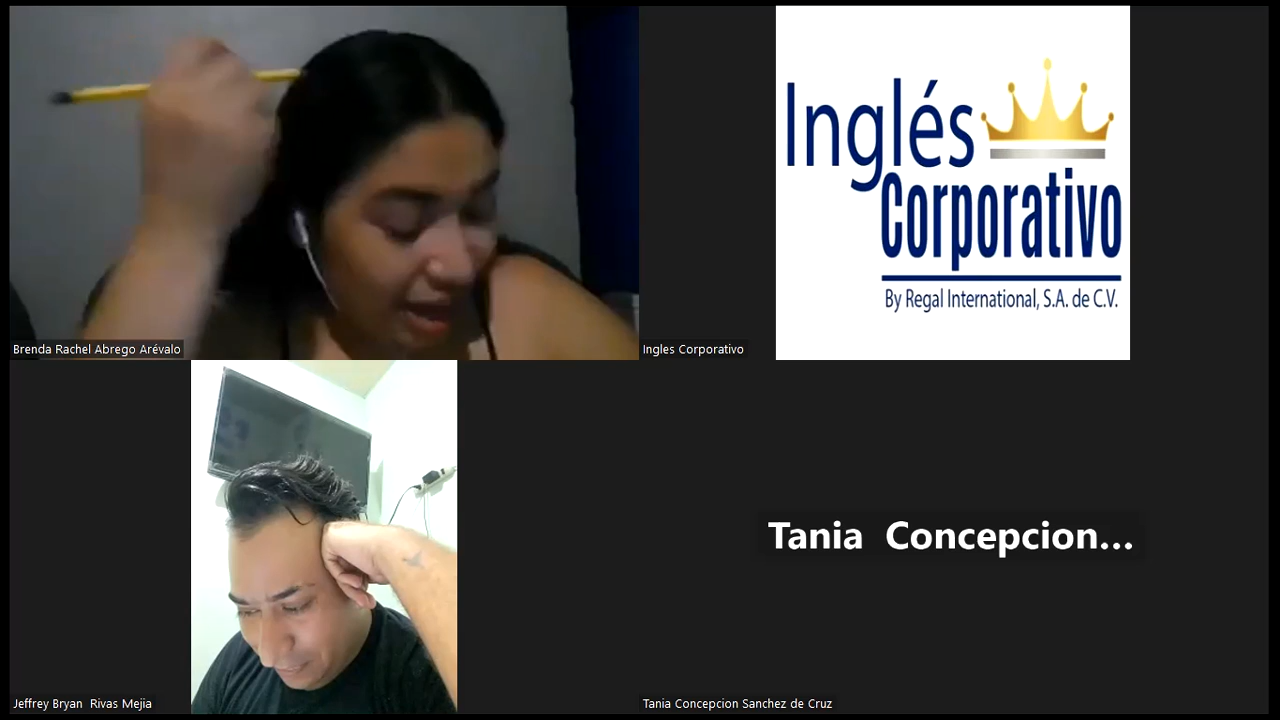 Inglés
Corporativo
By Regal International, S.A. de C.V.
Brenda Rachel Abrego Arévalo
Ingles Corporativo
Tania Concepcion...
Jeffrey Bryan Rivas Mejia
Tania Concepcion Sanchez de Cruz